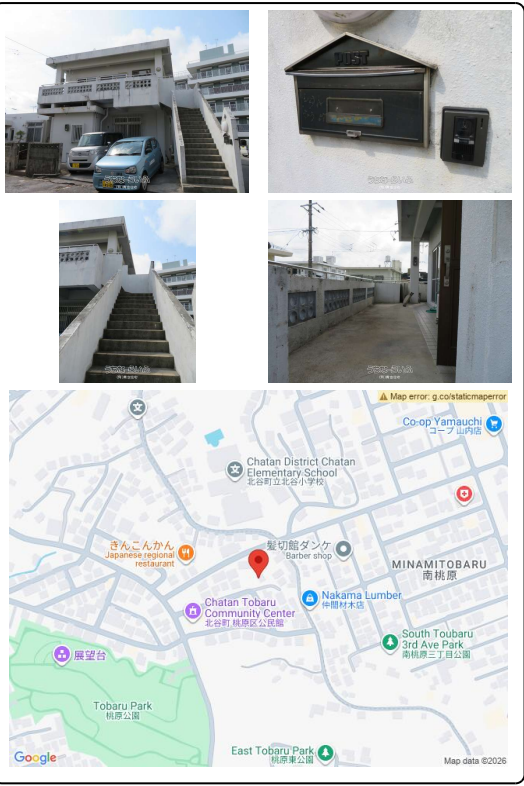 POST
Map error: g.co/staticmaperror
Co-op Yamauchi
コープ 山内店
Chatan District Chatan
Elementary School
北谷町立北谷小学校
きんこんかん
Japanese regional
restaurant
髪切館ダンケ
Barber shop
MINAMITOBARU
南桃原
Nakama Lumber
仲間材木店
Chatan Tobaru
Community Center
北谷町 桃原区公民館
South Toubaru
3rd Ave Park
南桃原三丁目公園
展望台
Tobaru Park
桃原公園
East Tobaru Park
桃原東公園
Google
Map data ©2026